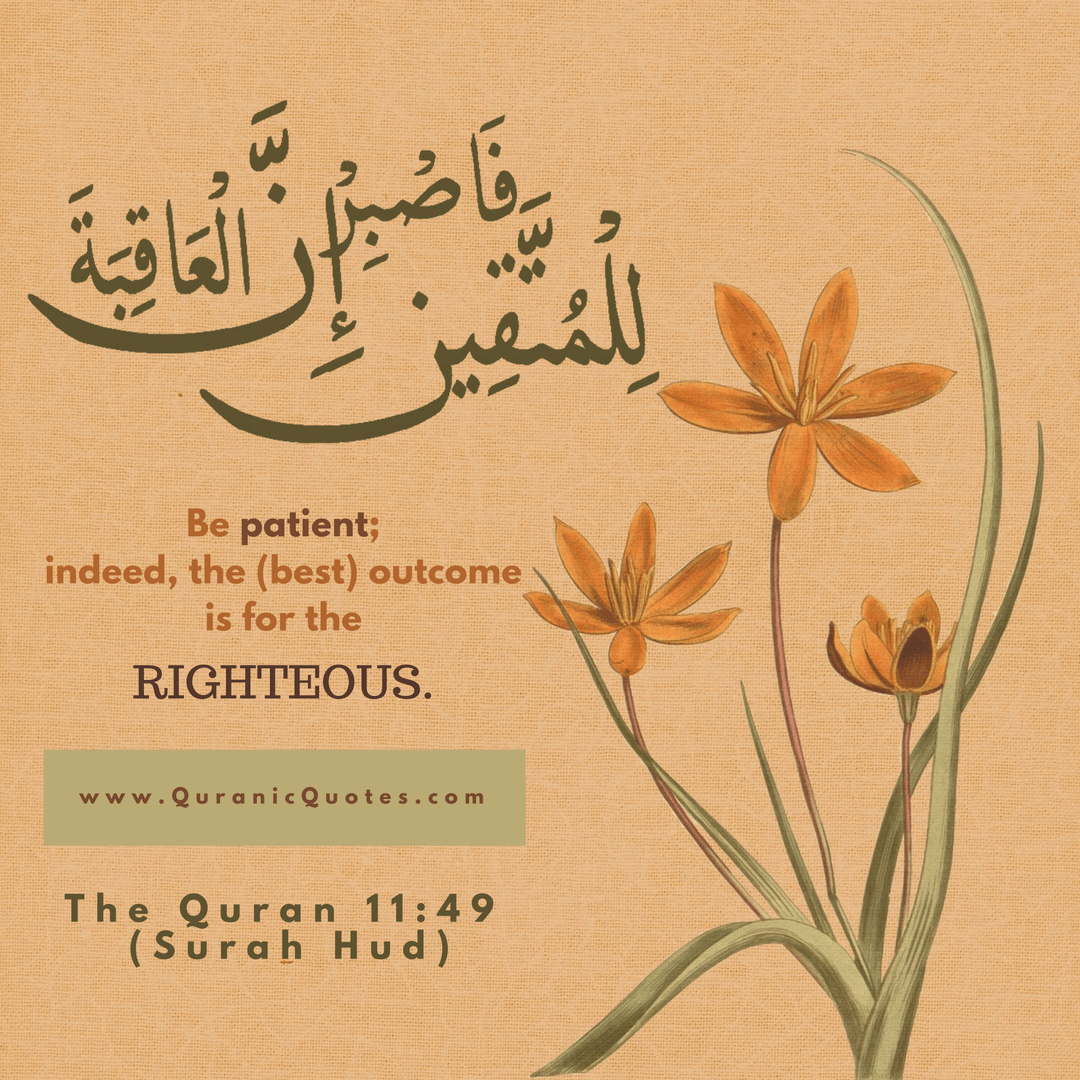 فَاصْبِرْ إِنَّ الْعَاقِبَةَ
لِلْمُتَّقِينَ
Be patient;
indeed, the (best) outcome
is for the
RIGHTEOUS.
www.QuranicQuotes.com
The Quran 11:49
(Surah Hud)